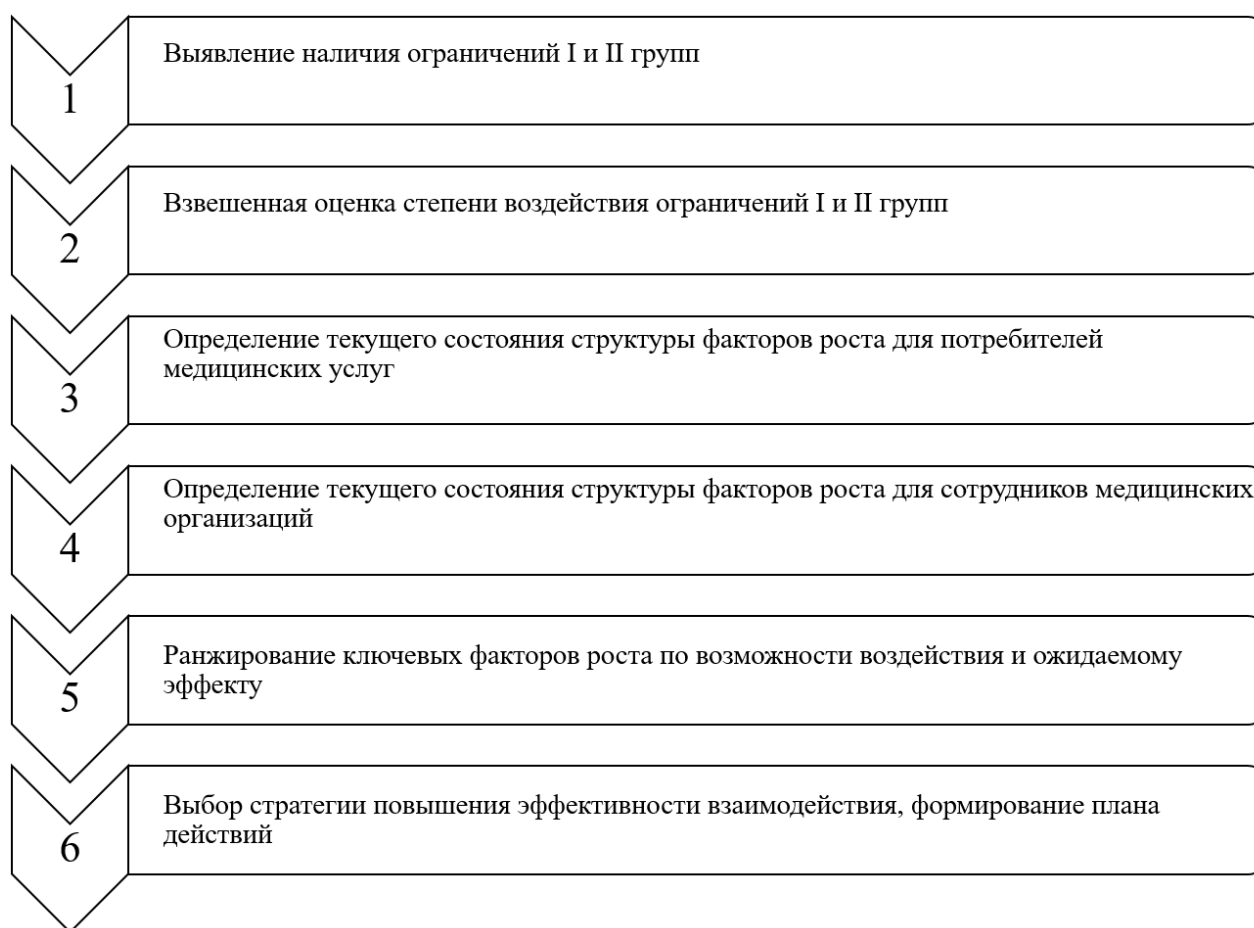 1
Выявление наличия ограничений I и II групп
2
Взвешенная оценка степени воздействия ограничений I и II групп
3
Определение текущего состояния структуры факторов роста для потребителей
медицинских услуг
4
Определение текущего состояния структуры факторов роста для сотрудников медицинских
организаций
5
Ранжирование ключевых факторов роста по возможности воздействия и ожидаемому
эффекту
6
Выбор стратегии повышения эффективности взаимодействия, формирование плана
действий